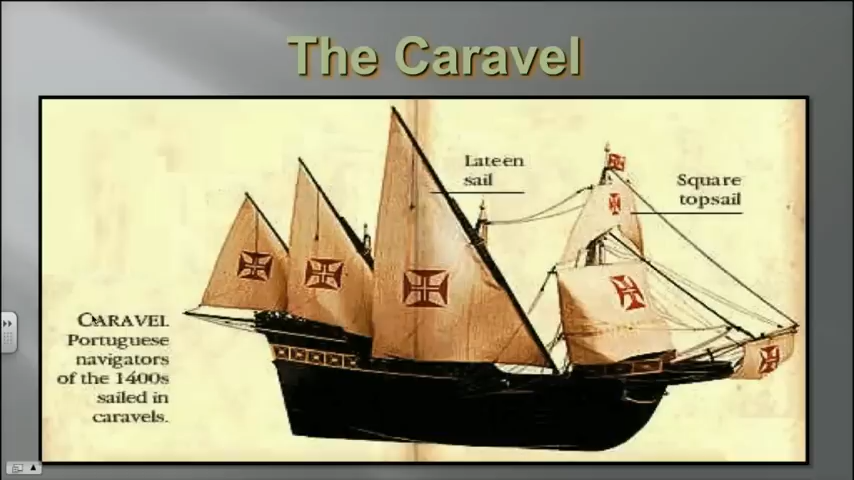 The Caravel
Lateen
sail
Square
topsail
CARAVEL
Portuguese
navigators
of the 1400s
sailed in
caravels.